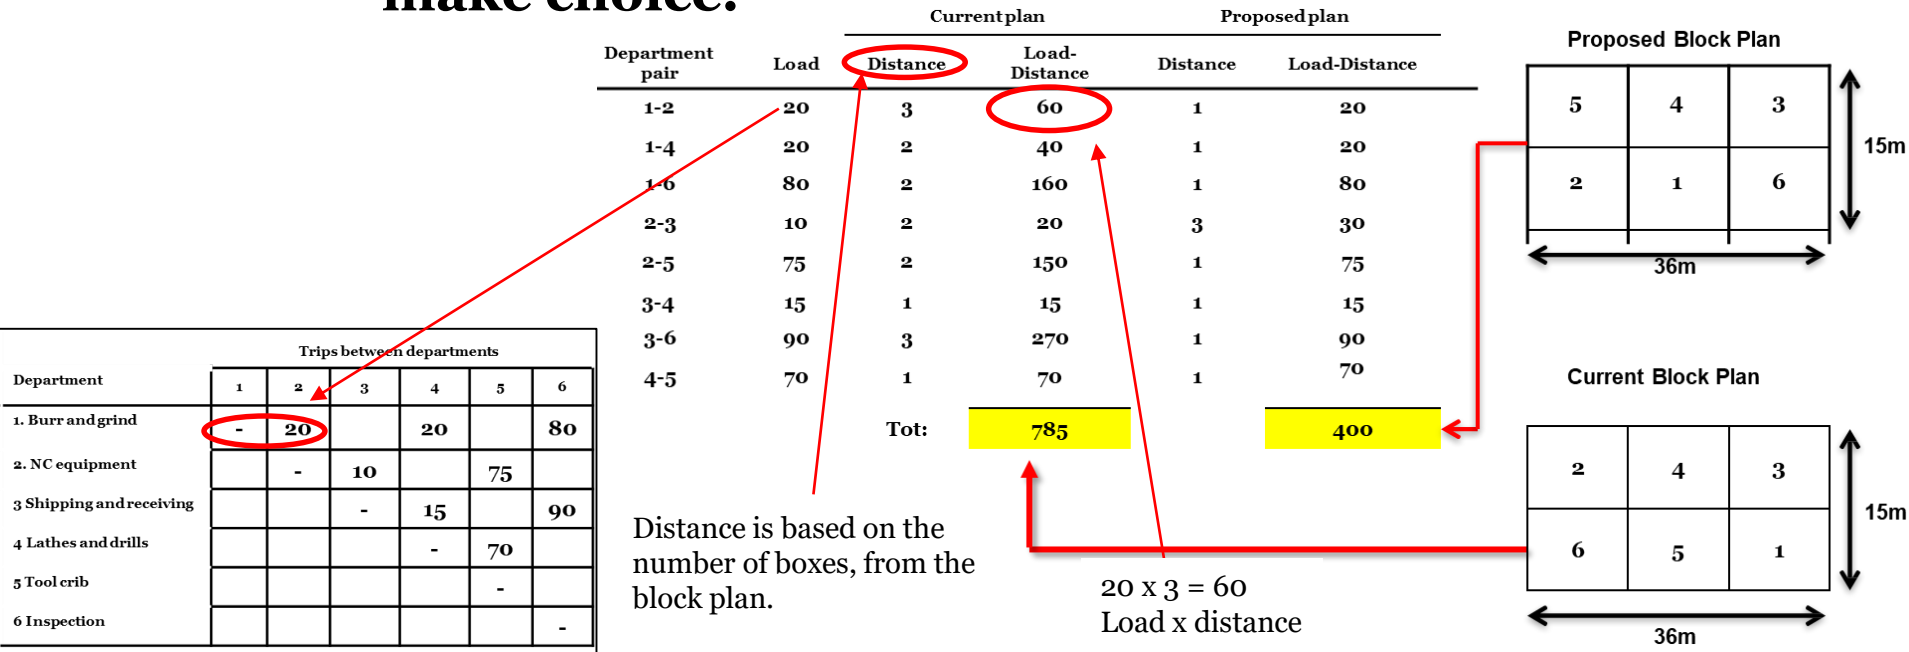 make choice.
Current plan Proposed plan
Department pair Load Distance Load-Distance Distance Load-Distance
1-2 20 3 60 1 20
1-4 20 2 40 1 20
1-6 80 2 160 1 80
2-3 10 2 20 3 30
2-5 75 2 150 1 75
3-4 15 1 15 1 15
3-6 90 3 270 1 90
4-5 70 1 70 1 70
Tot: 785 400
Trips between departments
Department 1 2 3 4 5 6
1. Burr and grind - 20 20 80
2. NC equipment - 10 75
3 Shipping and receiving - 15 90
4 Lathes and drills - 70
5 Tool crib -
6 Inspection -
Distance is based on the
number of boxes, from the
block plan.
20 x 3 = 60
Load x distance
Proposed Block Plan
5 4 3
2 1 6
15m
36m
Current Block Plan
2 4 3
6 5 1
15m
36m